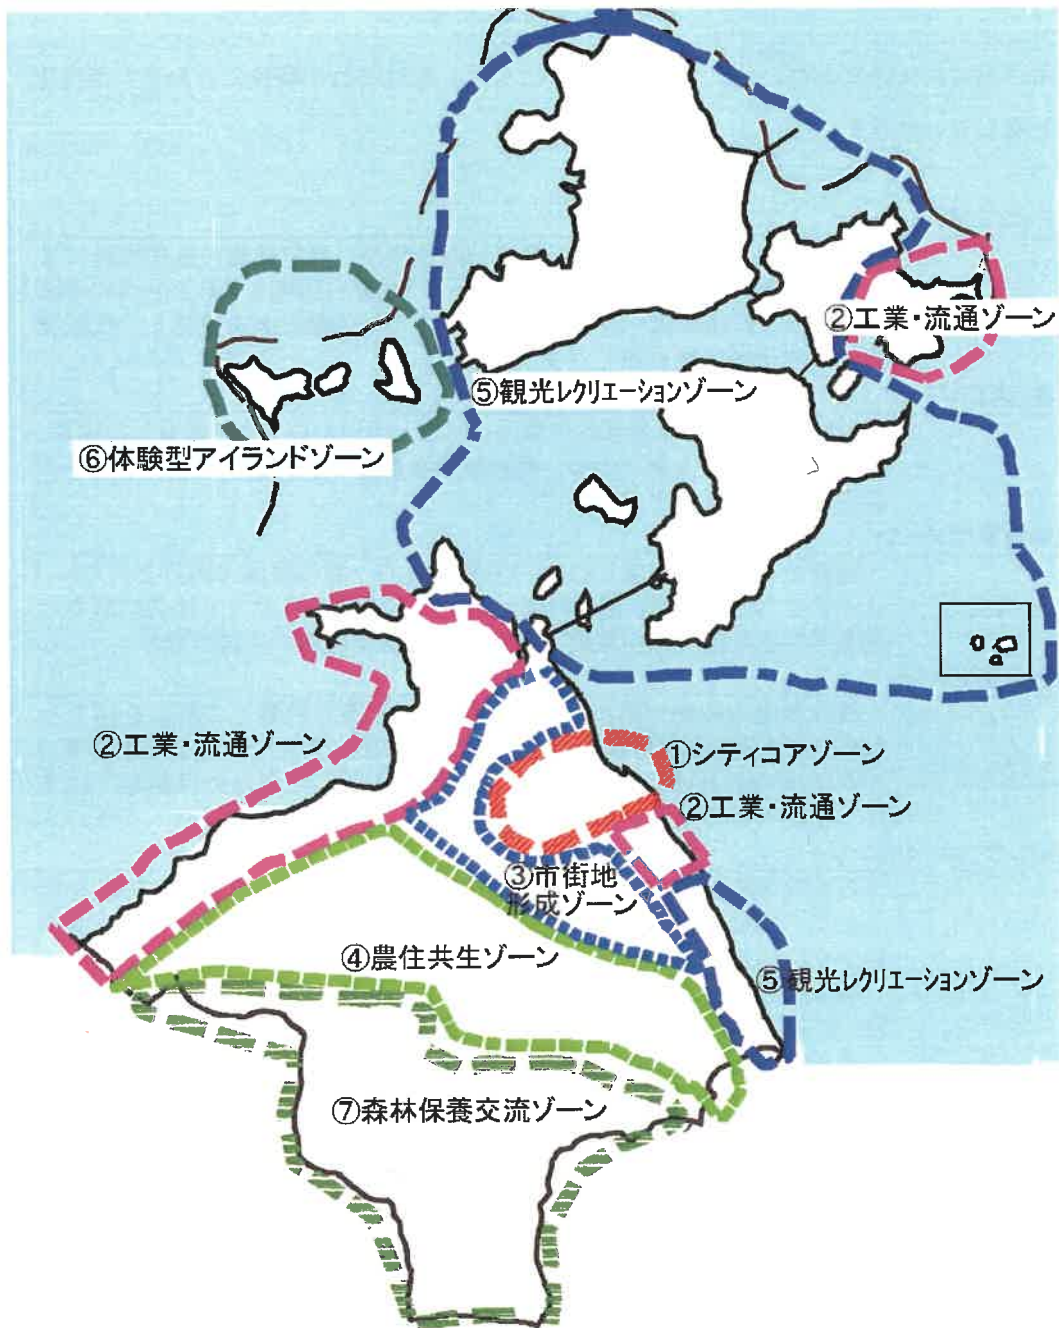 ②工業・流通ゾーン
⑤観光レクリエーションゾーン
⑥体験型アイランドゾーン
②工業・流通ゾーン
①シティコアゾーン
②工業・流通ゾーン
③市街地
形成ゾーン
④農住共生ゾーン
⑤観光レクリエーションゾーン
⑦森林保養交流ゾーン